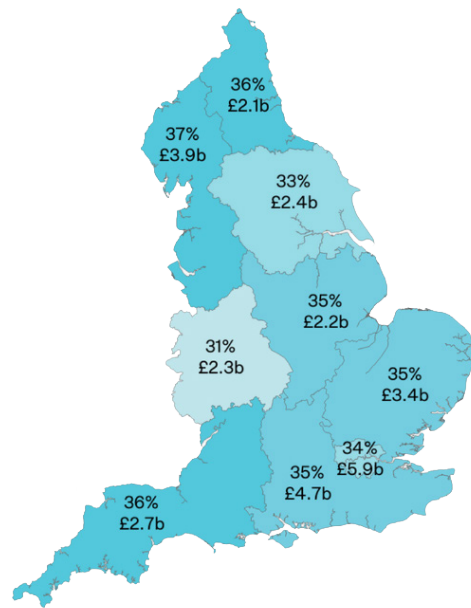 36%
£2.1b
37%
£3.9b
33%
£2.4b
35%
£2.2b
31%
£2.3b
35%
£3.4b
34%
£5.9b
35%
£4.7b
36%
£2.7b